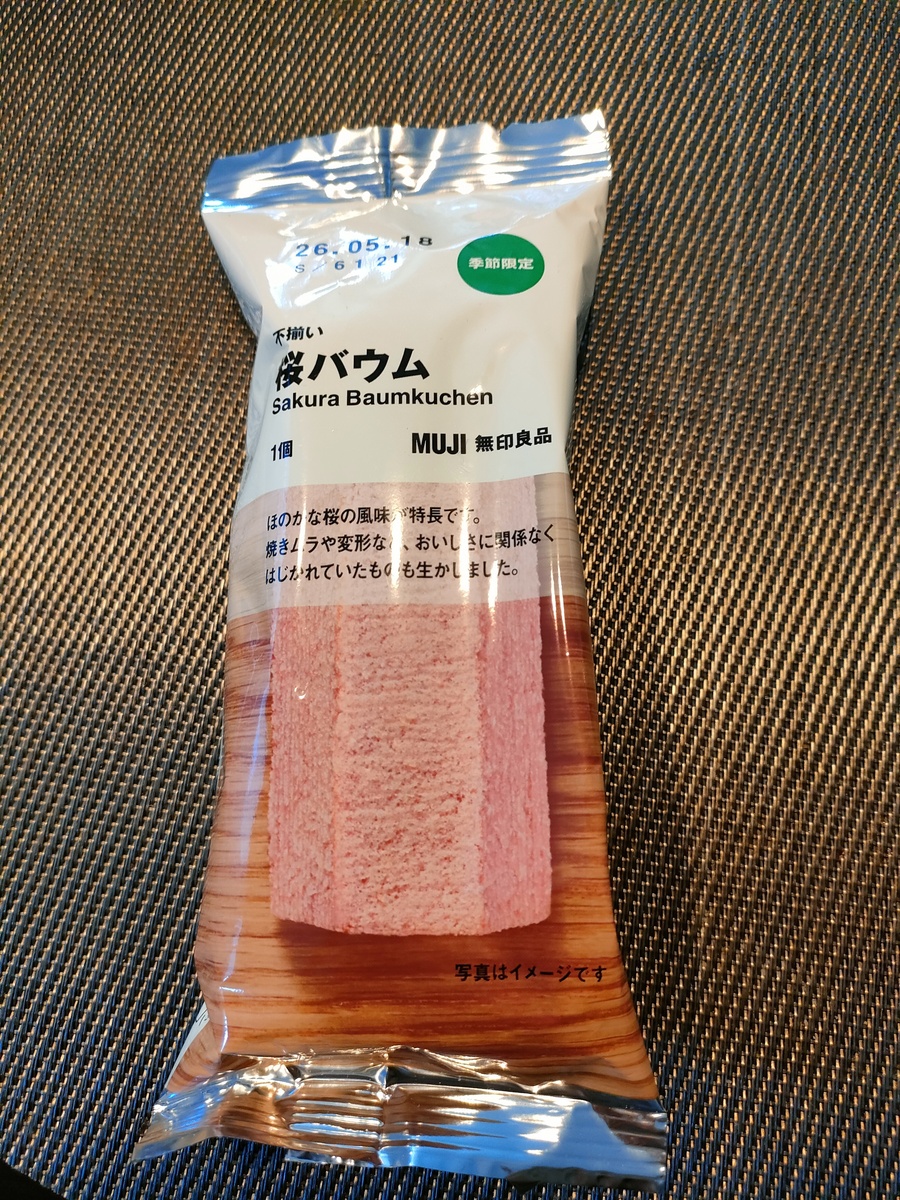 26.05.18
S 6121
季節限定
不揃い
桜バウム
Sakura Baumkuchen
1個
MUJI 無印良品
ほのかな桜の風味が特長です。
焼きムラや変形など、おいしさに関係なく
はじかれていたものも生かしました。
写真はイメージです